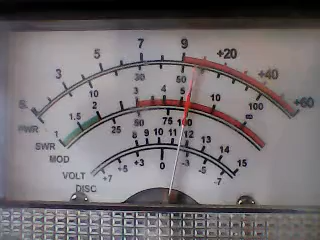 S 3 5 7 9 +20 +40 +60
PWR 10 30 50 100
SWR 1 1.5 2 3 5 10 ∞
MOD 25 50 75 100
VOLT 8 9 10 11 12 13 14 15
DISC +7 +5 +3 0 -3 -5 -7